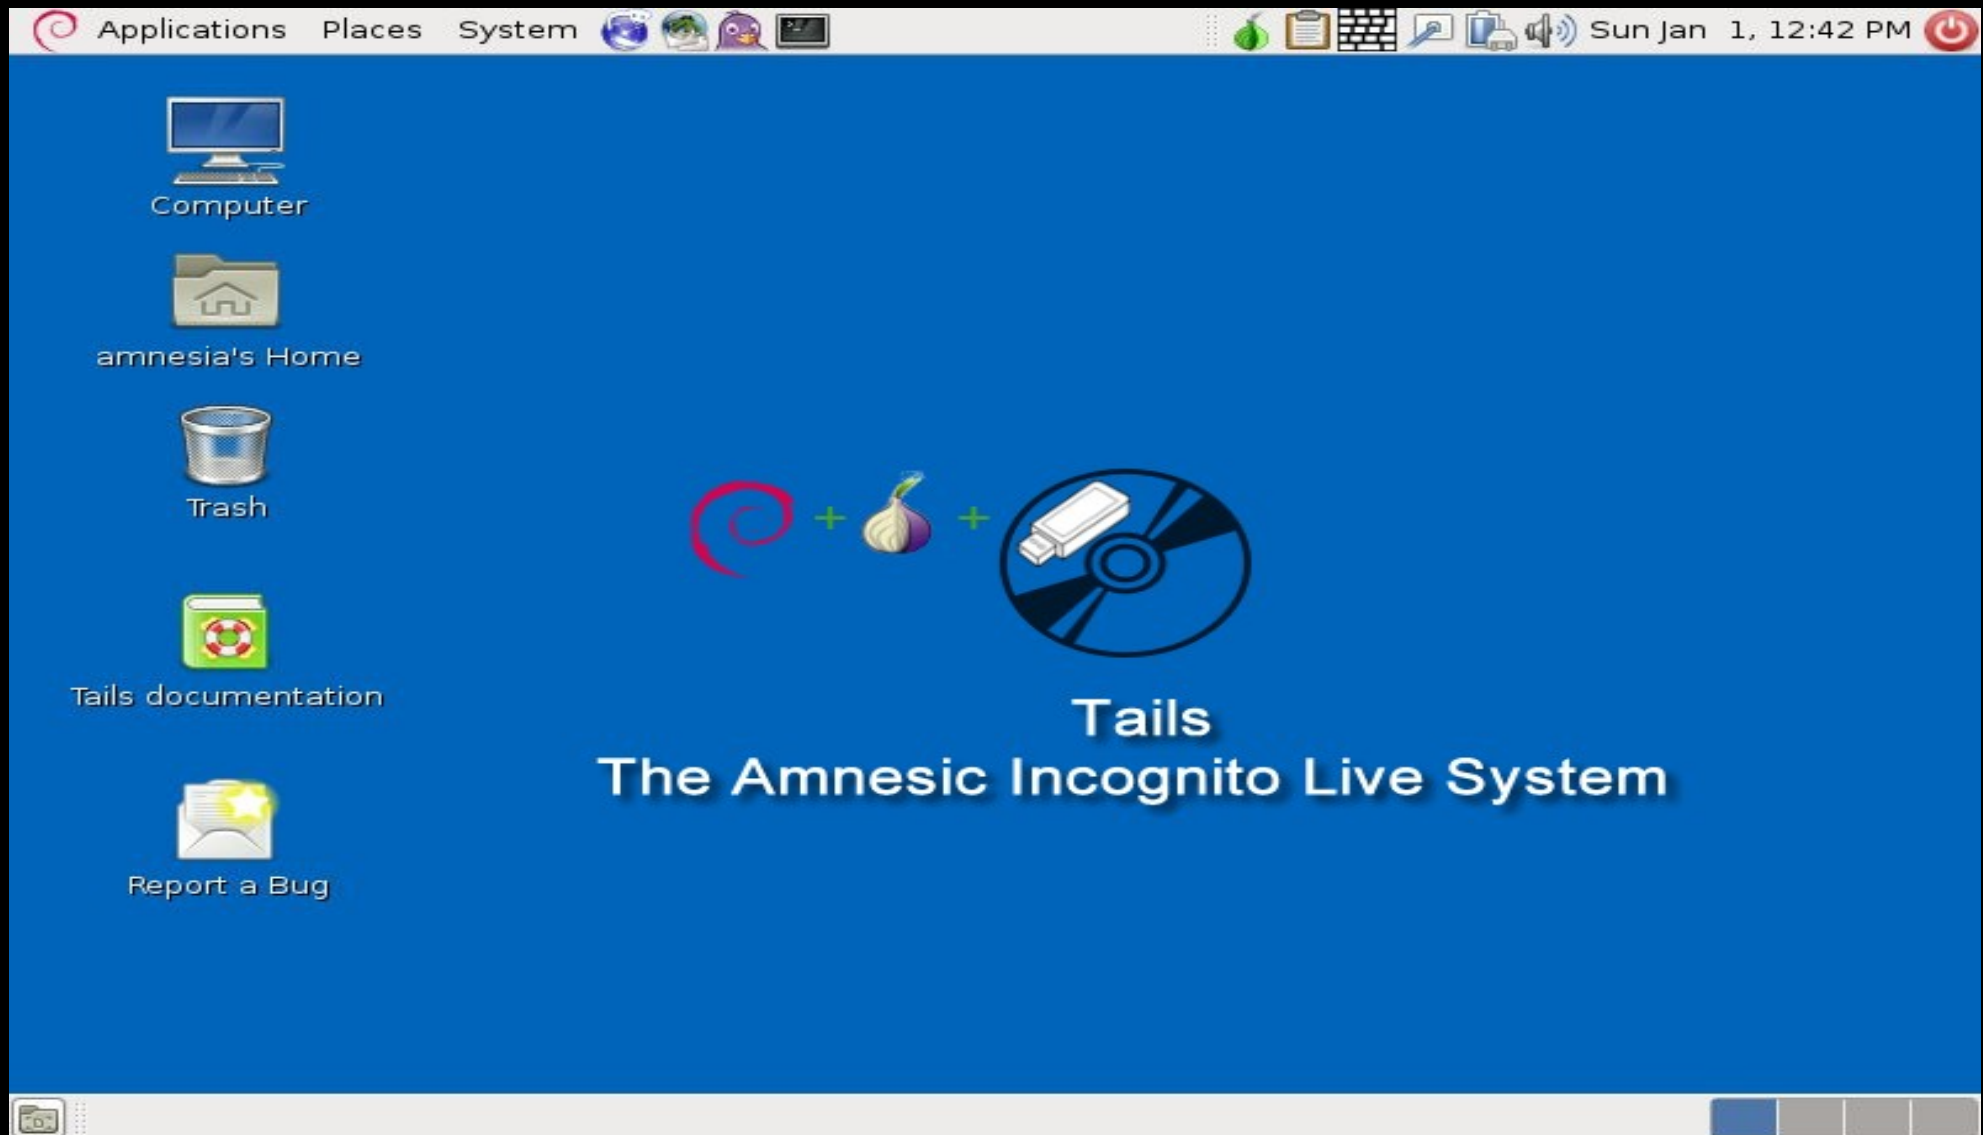 Applications Places System Sun Jan 1, 12:42 PM
Computer
amnesia's Home
Trash
Tails documentation
Report a Bug
Tails
The Amnesic Incognito Live System